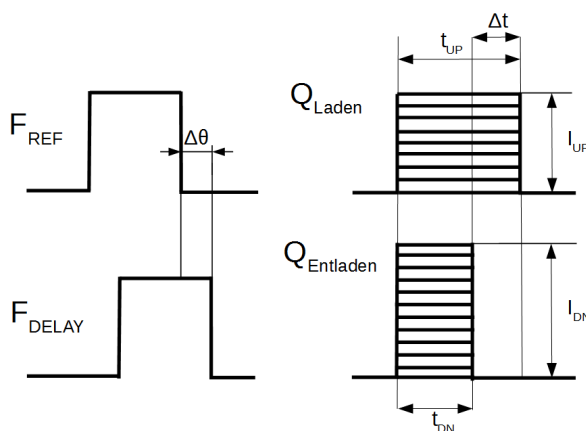 Δt
t_UP
Q_Laden
F_REF
Δθ
I_UP
Q_Entladen
F_DELAY
I_DN
t_DN